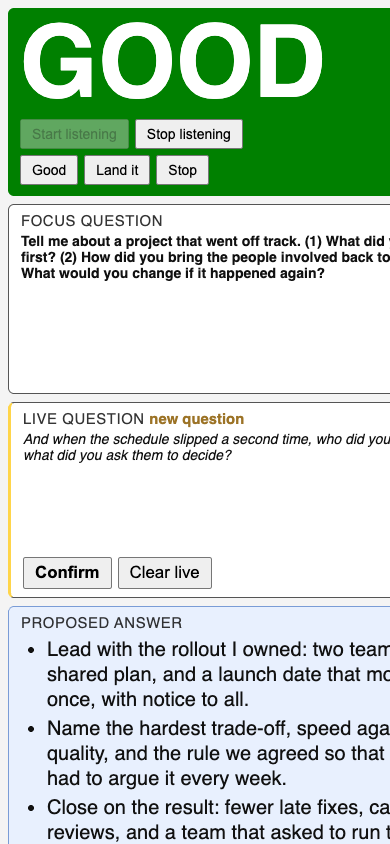 GOOD
Start listening Stop listening
Good Land it Stop
FOCUS QUESTION
Tell me about a project that went off track. (1) What did
first? (2) How did you bring the people involved back to
What would you change if it happened again?
LIVE QUESTION new question
And when the schedule slipped a second time, who did you
what did you ask them to decide?
Confirm Clear live
PROPOSED ANSWER
• Lead with the rollout I owned: two
shared plan, and a launch date that
once, with notice to all.
• Name the hardest trade-off, speed
quality, and the rule we agreed so that
had to argue it every week.
• Close on the result: fewer late fixes,
reviews, and a team that asked to run